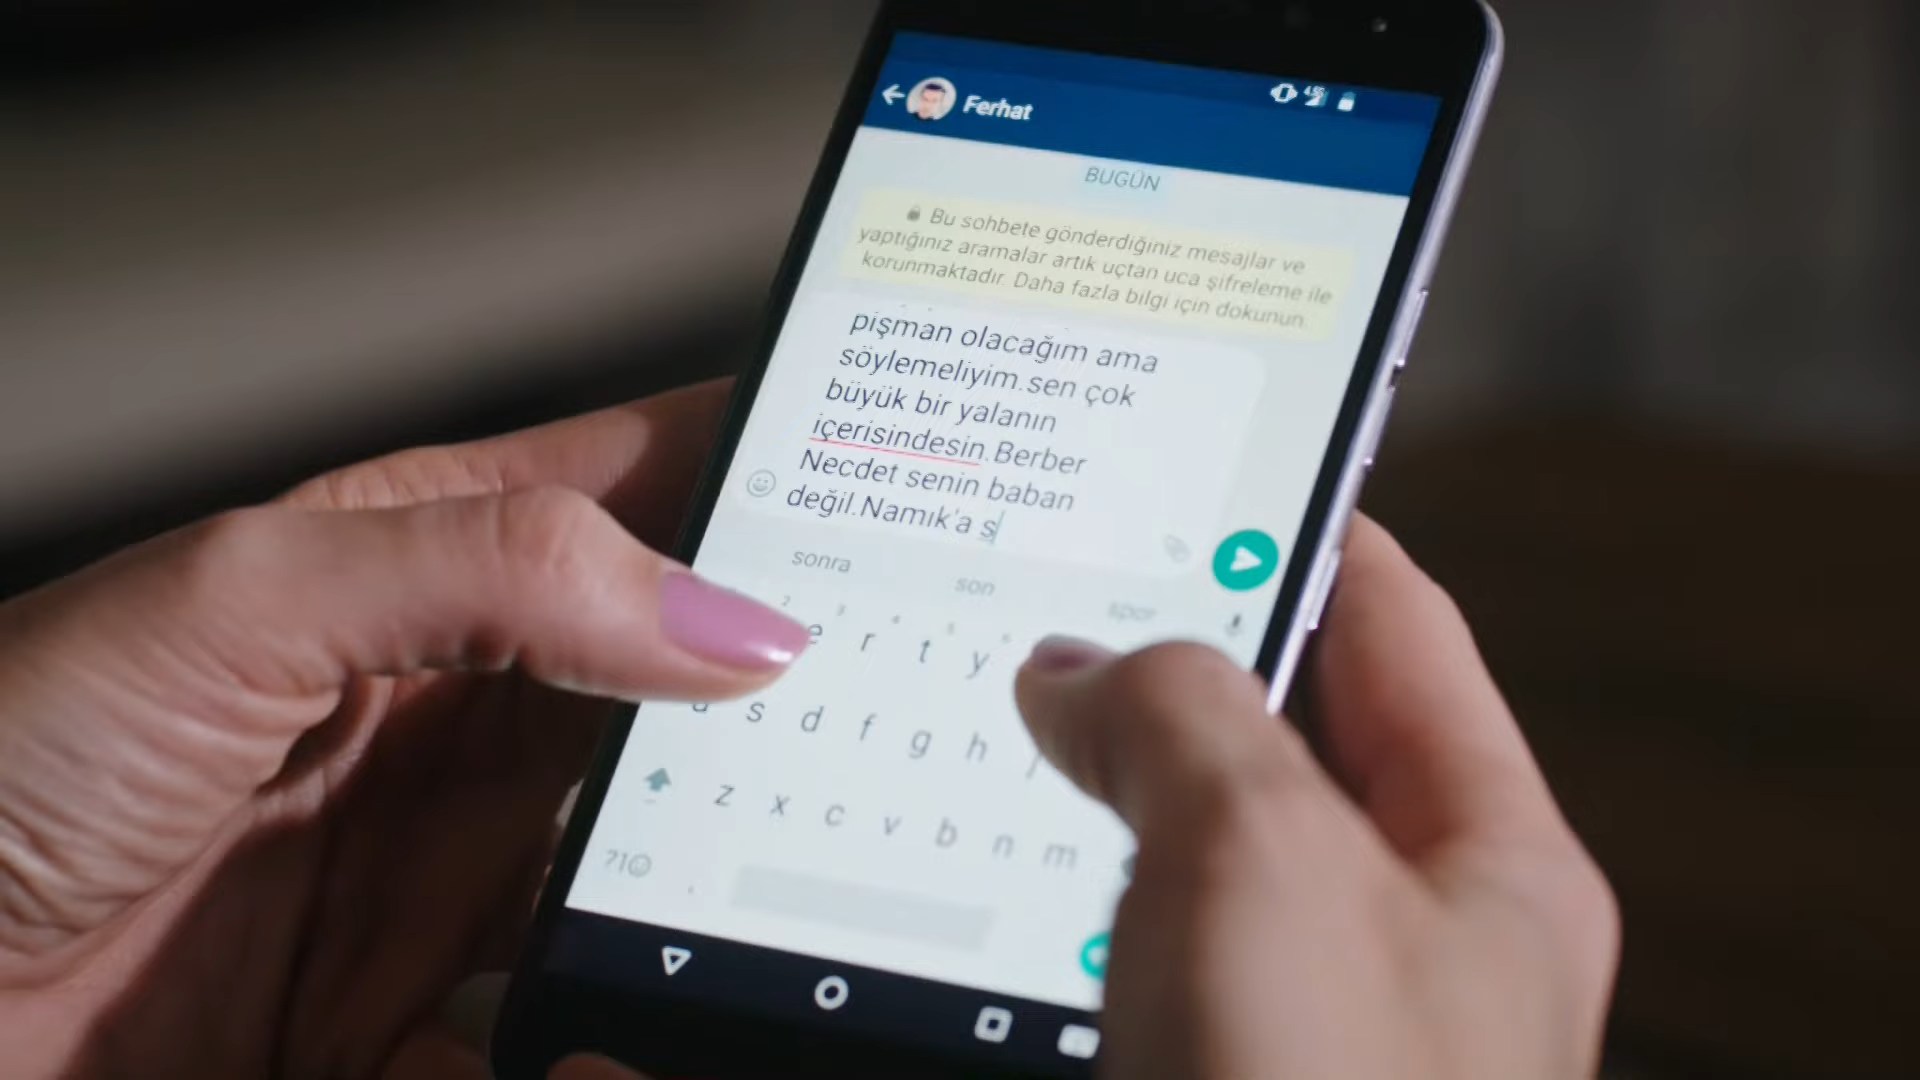 Ferhat
BUGÜN
Bu sohbete gönderdiğiniz mesajlar ve
yaptığınız aramalar artık uçtan uca şifreleme ile
korunmaktadır. Daha fazla bilgi için dokunun.
pişman olacağım ama
söylemeliyim.sen çok
büyük bir yalanın
içerisindesin.Berber
Necdet senin baban
değil.Namık'a s
sonra son spor
e r t y
s d f g h j
z x c v b n m
?1☺ .